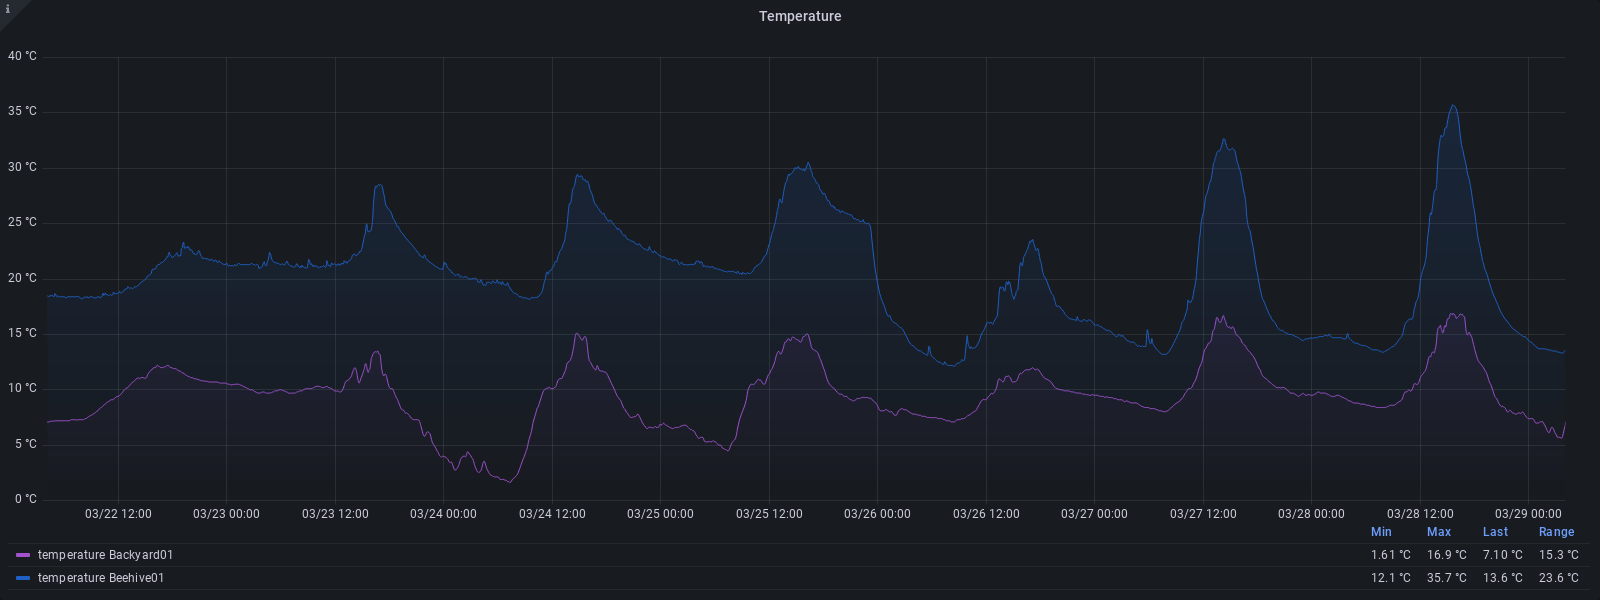 i
Temperature
40 °C
35 °C
30 °C
25 °C
20 °C
15 °C
10 °C
5 °C
0 °C
03/22 12:00 03/23 00:00 03/23 12:00 03/24 00:00 03/24 12:00 03/25 00:00 03/25 12:00 03/26 00:00 03/26 12:00 03/27 00:00 03/27 12:00 03/28 00:00 03/28 12:00 03/29 00:00
Min Max Last Range
temperature Backyard01 1.61 °C 16.9 °C 7.10 °C 15.3 °C
temperature Beehive01 12.1 °C 35.7 °C 13.6 °C 23.6 °C